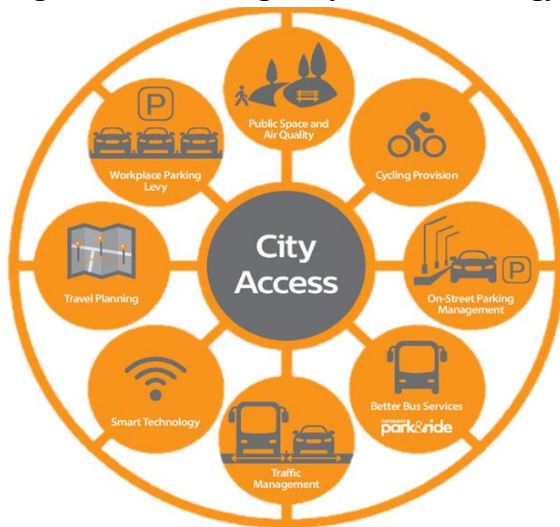 Public Space and
Air Quality
P
Workplace Parking
Levy
Cycling Provision
City
Access
Travel Planning
P
On-Street Parking
Management
Smart Technology
Better Bus Services
park&ride
Traffic
Management